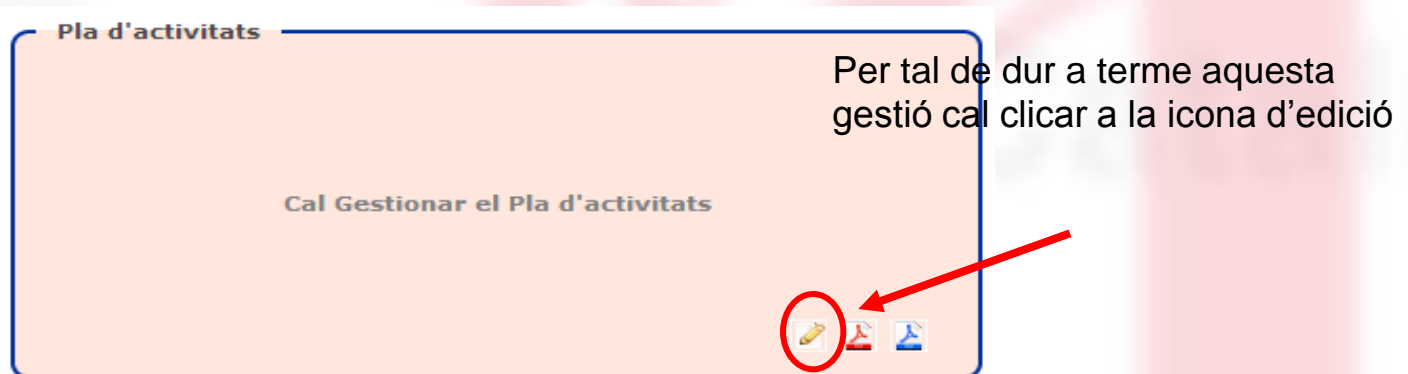 Pla d'activitats
Per tal de dur a terme aquesta
gestió cal clicar a la icona d’edició
Cal Gestionar el Pla d'activitats